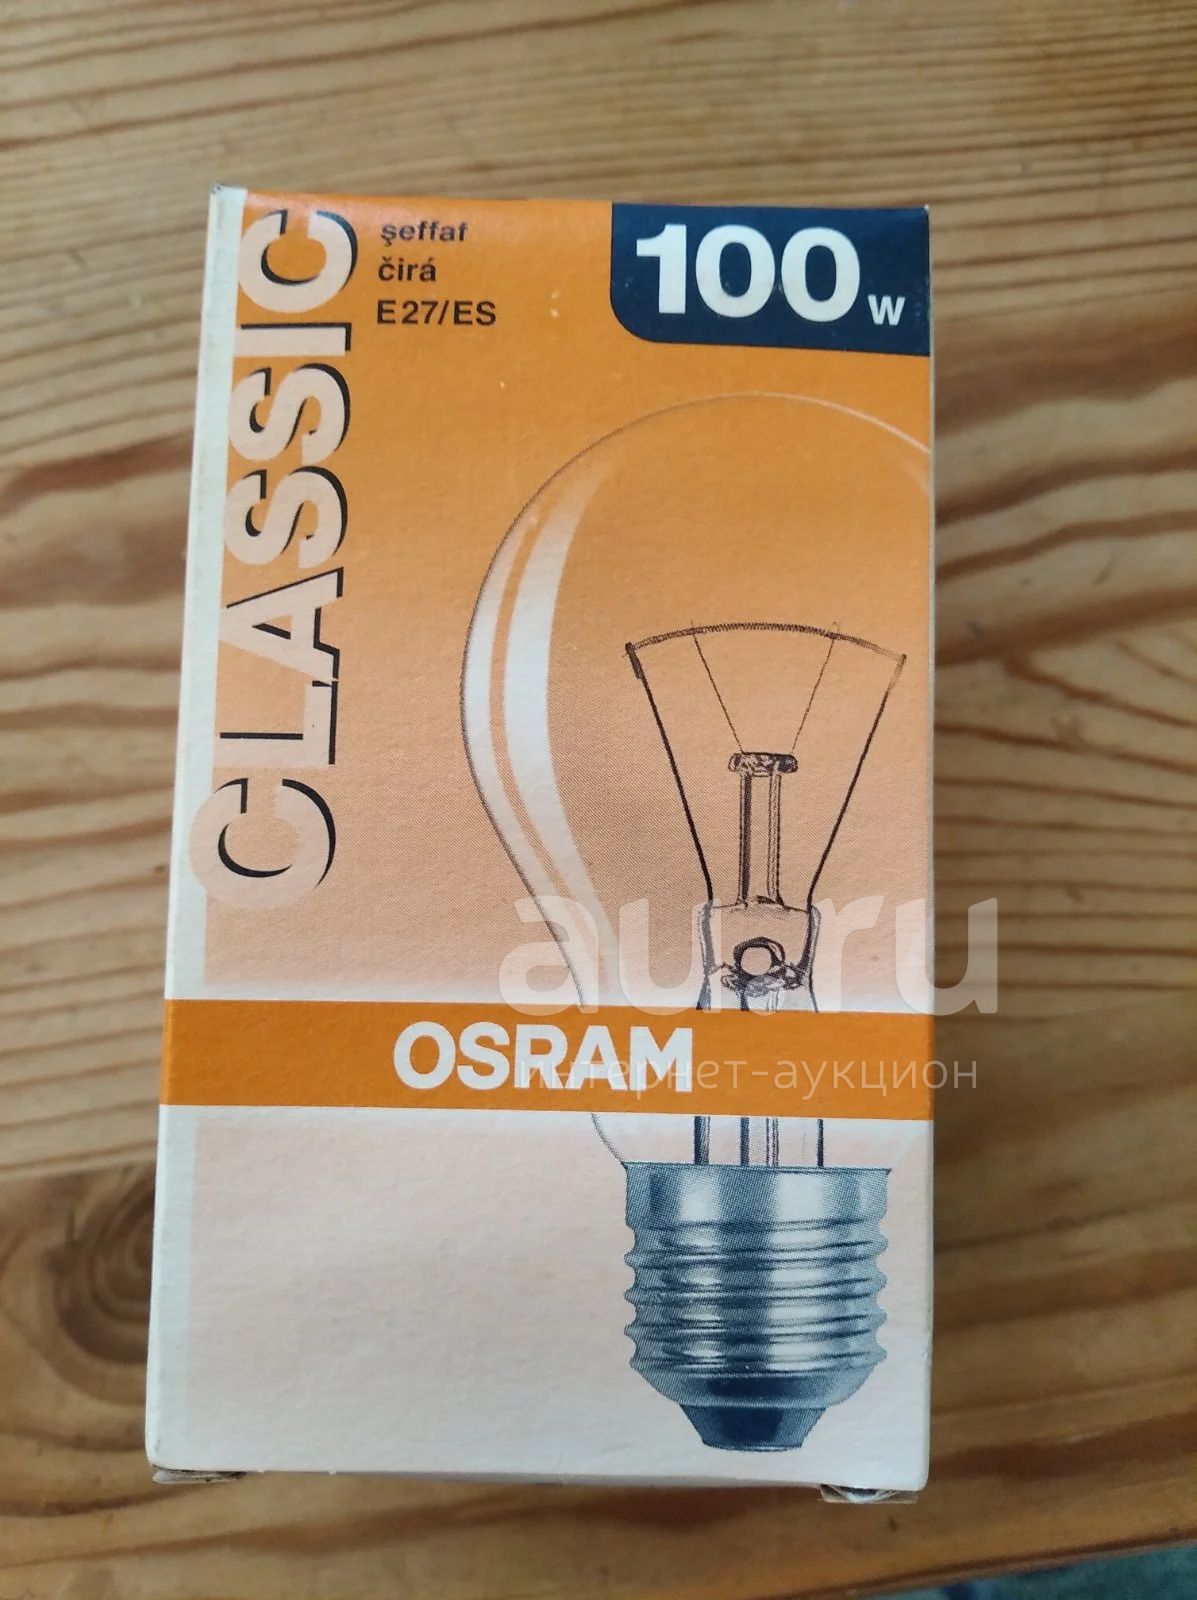 CLASSIC
şeffaf
čirá
E27/ES
100 W
au.ru
OSRAM
интернет-аукцион